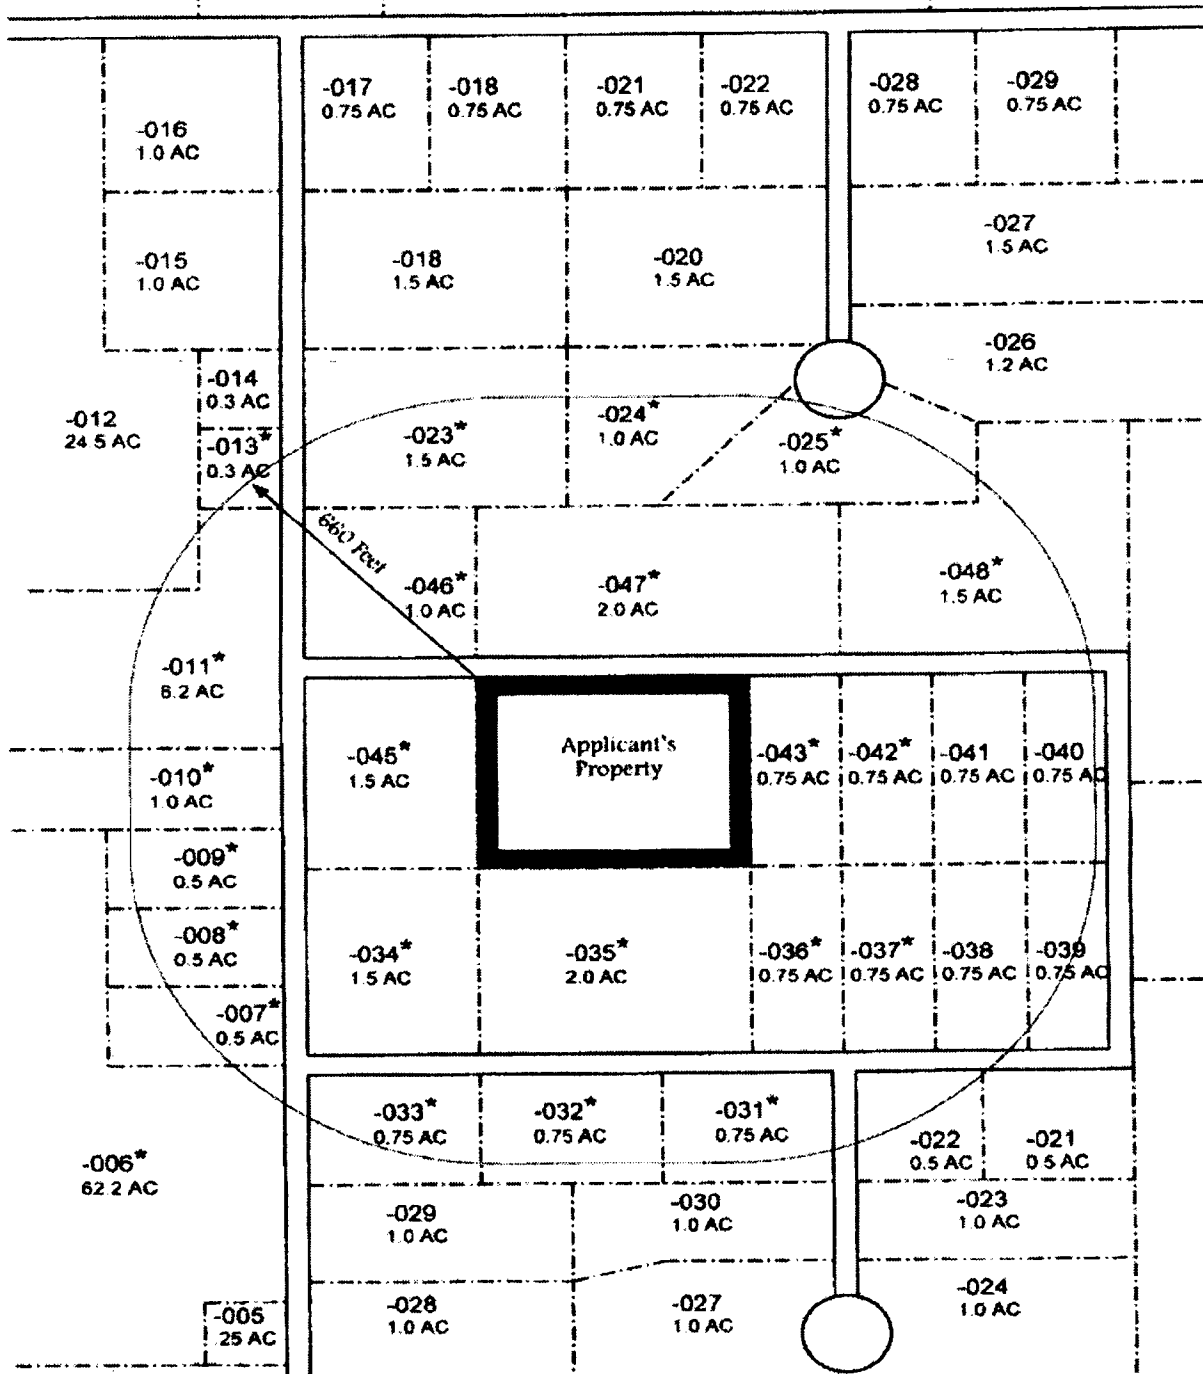 -017
0.75 AC
-018
0.75 AC
-021
0.75 AC
-022
0.75 AC
-028
0.75 AC
-029
0.75 AC
-016
1.0 AC
-015
1.0 AC
-018
1.5 AC
-020
1.5 AC
-027
1.5 AC
-026
1.2 AC
-014
0.3 AC
-012
24.5 AC
-013*
0.3 AC
-023*
1.5 AC
-024*
1.0 AC
-025*
1.0 AC
660 Feet
-046*
1.0 AC
-047*
2.0 AC
-048*
1.5 AC
-011*
6.2 AC
-045*
1.5 AC
Applicant's
Property
-043*
0.75 AC
-042*
0.75 AC
-041
0.75 AC
-040
0.75 AC
-010*
1.0 AC
-009*
0.5 AC
-008*
0.5 AC
-007*
0.5 AC
-034*
1.5 AC
-035*
2.0 AC
-036*
0.75 AC
-037*
0.75 AC
-038
0.75 AC
-039
0.75 AC
-033*
0.75 AC
-032*
0.75 AC
-031*
0.75 AC
-022
0.5 AC
-021
0.5 AC
-006*
62.2 AC
-029
1.0 AC
-030
1.0 AC
-023
1.0 AC
-005
.25 AC
-028
1.0 AC
-027
1.0 AC
-024
1.0 AC